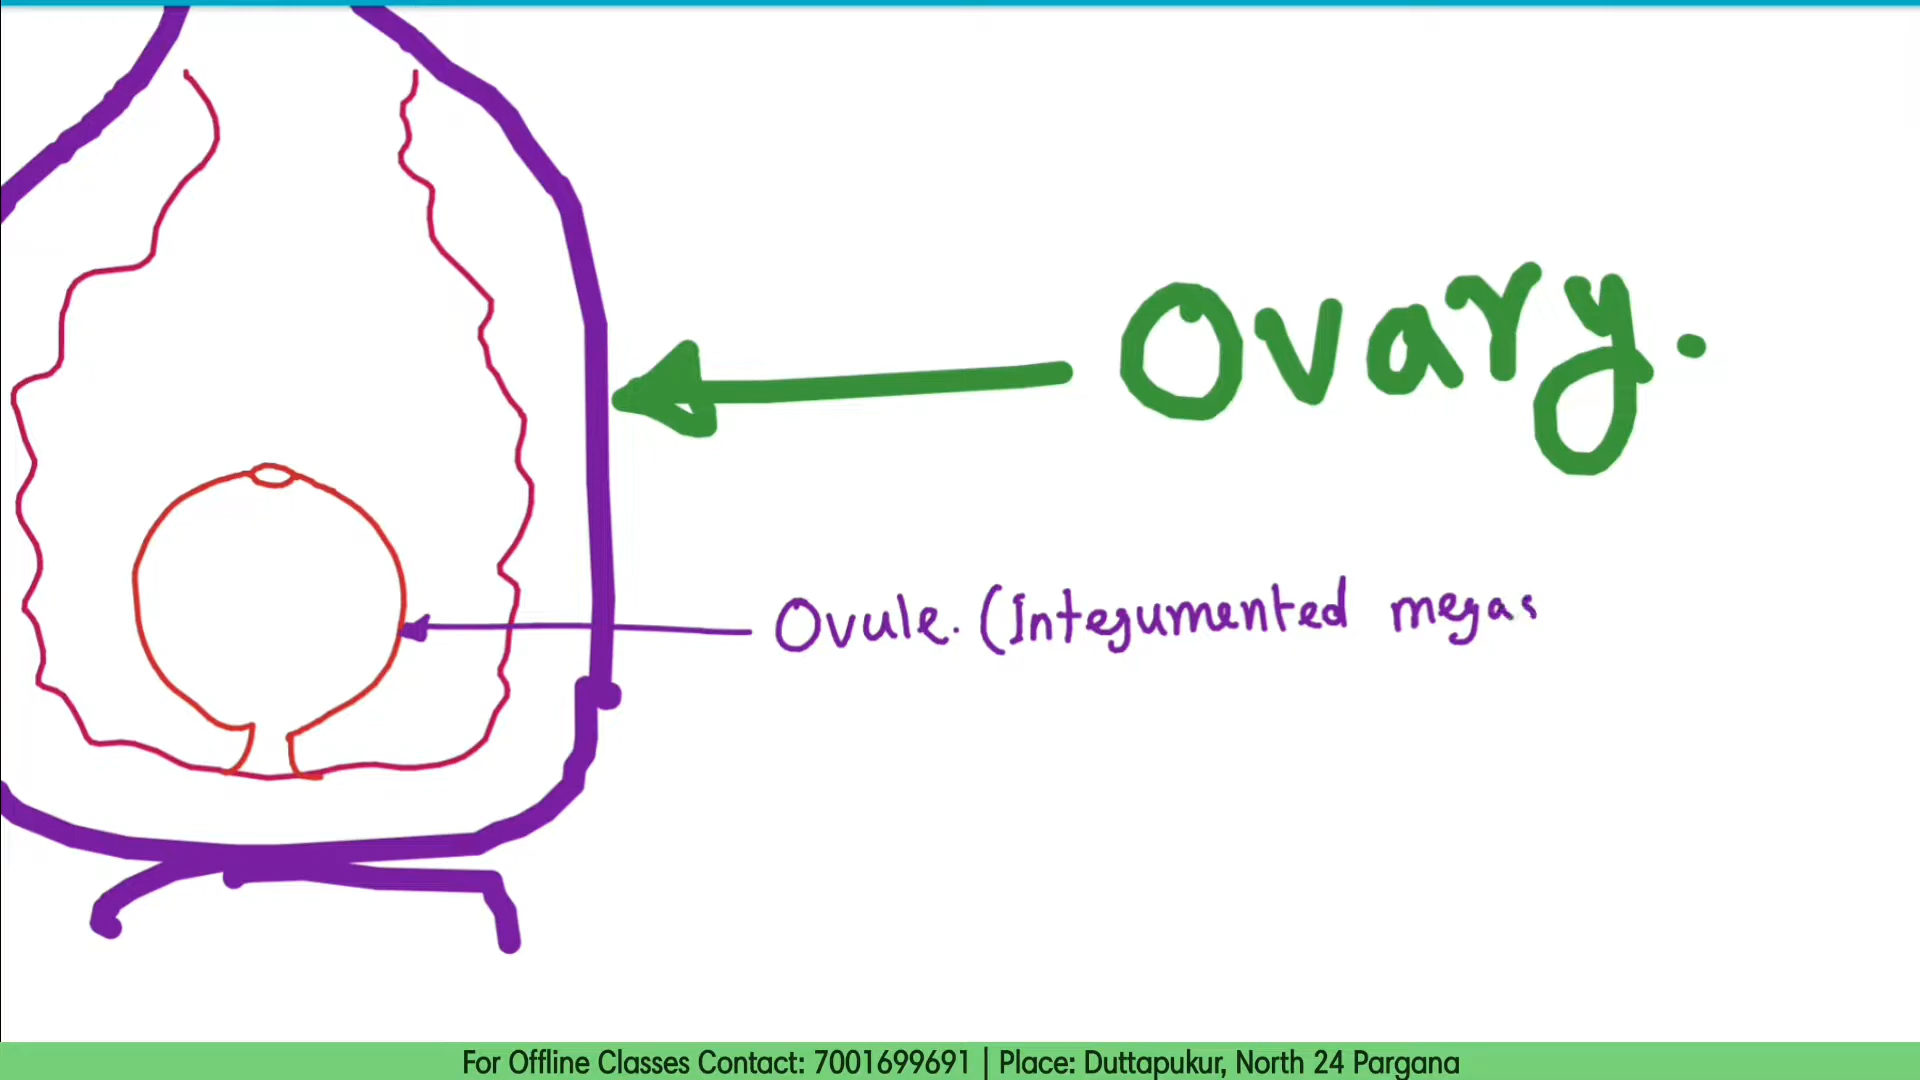 Ovary.
Ovule. (Integumented megas
For Offline Classes Contact: 7001699691 | Place: Duttapukur, North 24 Pargana